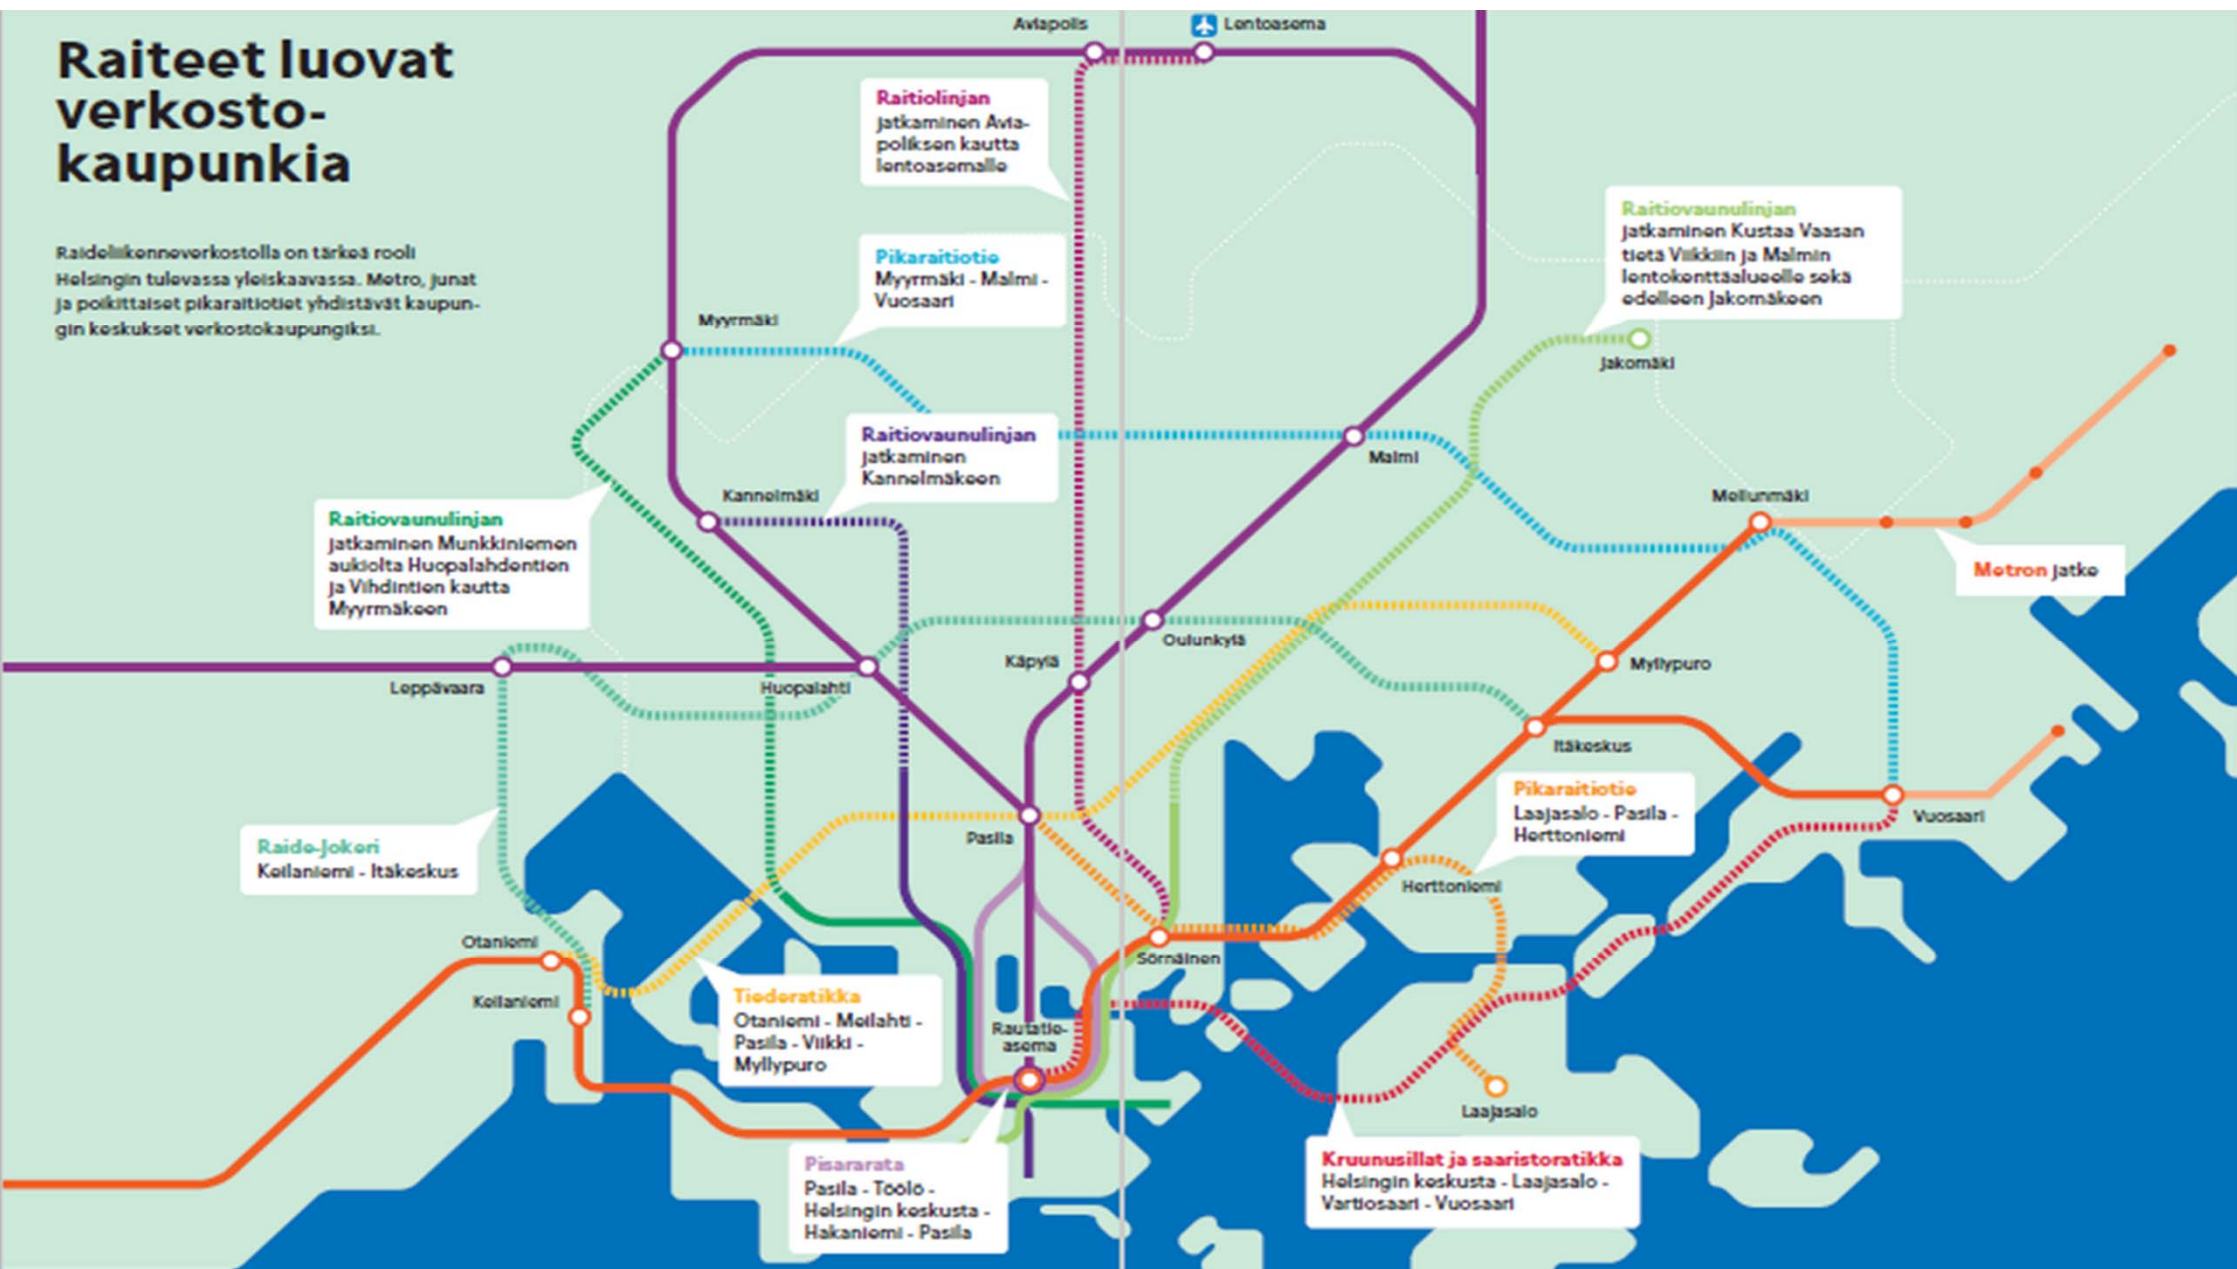 Raiteet luovat
verkosto-
kaupunkia
Raideliikenneverkostolla on tärkeä rooli
Helsingin tulevassa yleiskaavassa. Metro, junat
ja poikittaiset pikaraitiotiet yhdistävät kaupun-
gin keskukset verkostokaupungiksi.
Aviapolis
Lentoasema
Raitiolinjan
jatkaminen Avia-
poliksen kautta
lentoasemalle
Pikaraitiotie
Myyrmäki - Malmi -
Vuosaari
Raitiovaunulinjan
jatkaminen Kustaa Vaasan
tietä Viikkiin ja Malmin
lentokenttäalueelle sekä
edelleen Jakomäkeen
Myyrmäki
Jakomäki
Raitiovaunulinjan
jatkaminen
Kannelmäkeen
Malmi
Kannelmäki
Mellunmäki
Raitiovaunulinjan
jatkaminen Munkkiniemen
aukiolta Huopalahdentien
ja Vihdintien kautta
Myyrmäkeen
Metron jatke
Oulunkylä
Käpylä
Myllypuro
Leppävaara
Huopalahti
Itäkeskus
Pikaraitiotie
Laajasalo - Pasila -
Herttoniemi
Vuosaari
Pasila
Raide-Jokeri
Keilaniemi - Itäkeskus
Herttoniemi
Otaniemi
Sörnäinen
Keilaniemi
Tiederatikka
Otaniemi - Meilahti -
Pasila - Viikki -
Myllypuro
Rautatie-
asema
Laajasalo
Pisararata
Pasila - Töölö -
Helsingin keskusta -
Hakaniemi - Pasila
Kruunusillat ja saaristoratikka
Helsingin keskusta - Laajasalo -
Vartiosaari - Vuosaari